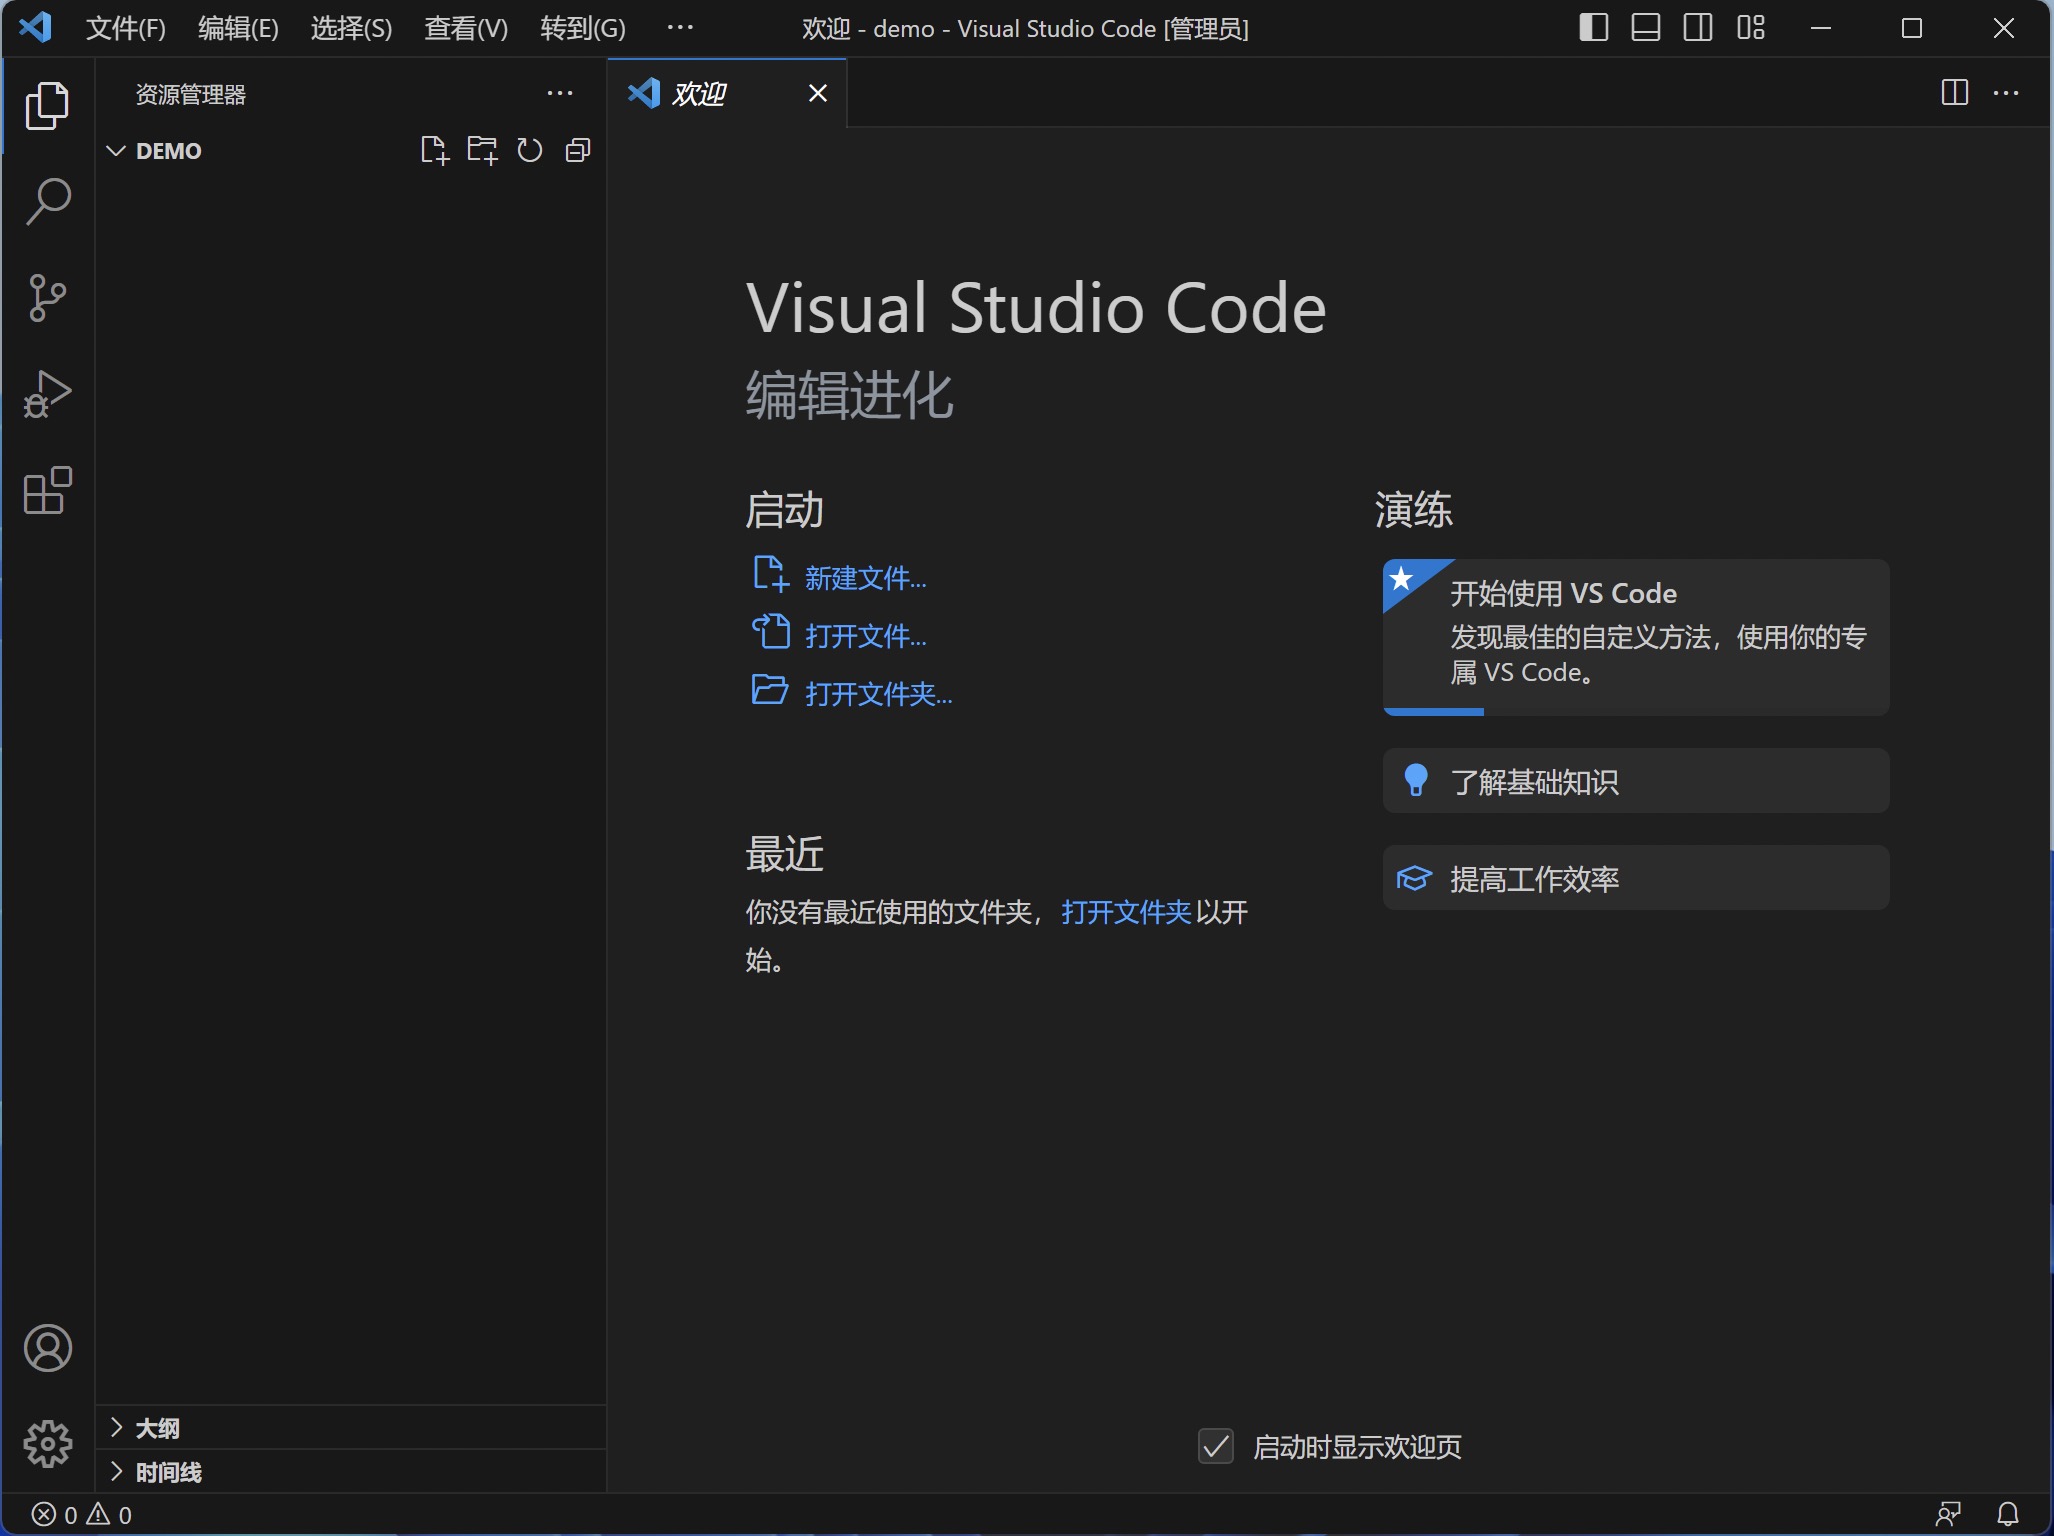 文件(F) 编辑(E) 选择(S) 查看(V) 转到(G) ··· 欢迎 - demo - Visual Studio Code [管理员]
资源管理器 ···
欢迎
DEMO
Visual Studio Code
编辑进化
启动
新建文件...
打开文件...
打开文件夹...
最近
你没有最近使用的文件夹，打开文件夹以开
始。
演练
开始使用 VS Code
发现最佳的自定义方法，使用你的专
属 VS Code。
了解基础知识
提高工作效率
大纲
时间线
启动时显示欢迎页
0 0